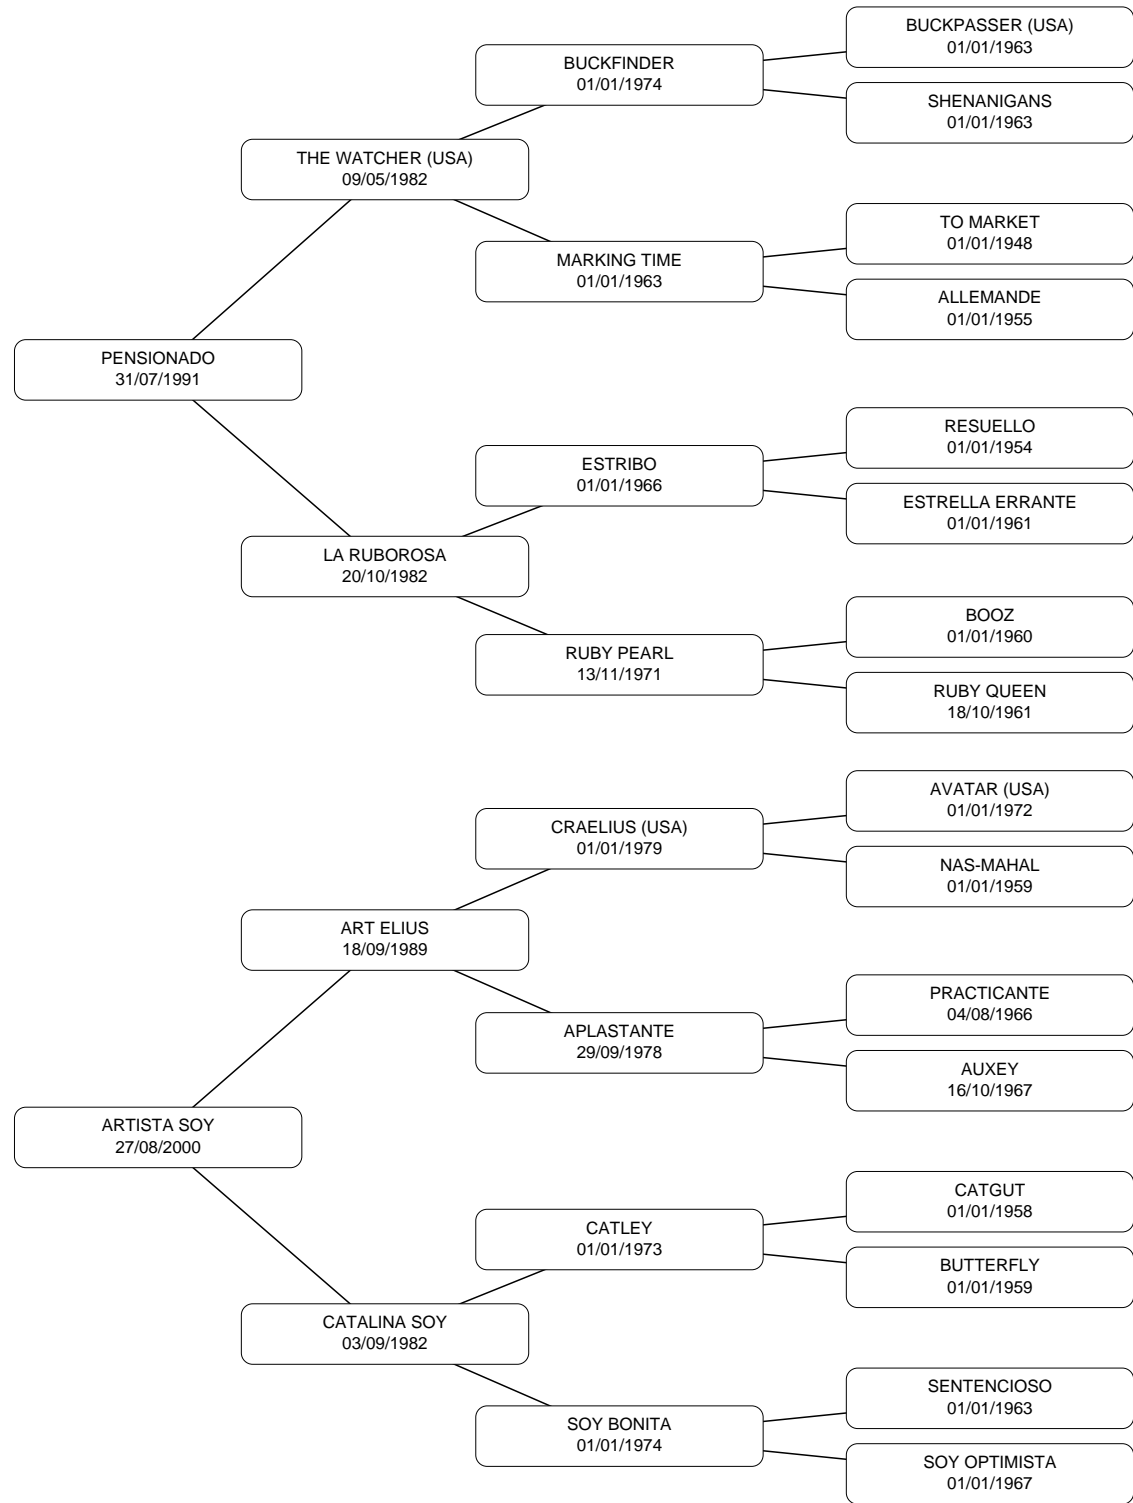 BUCKPASSER (USA)
01/01/1963
BUCKFINDER
01/01/1974
SHENANIGANS
01/01/1963
THE WATCHER (USA)
09/05/1982
TO MARKET
01/01/1948
MARKING TIME
01/01/1963
ALLEMANDE
01/01/1955
PENSIONADO
31/07/1991
RESUELLO
01/01/1954
ESTRIBO
01/01/1966
ESTRELLA ERRANTE
01/01/1961
LA RUBOROSA
20/10/1982
BOOZ
01/01/1960
RUBY PEARL
13/11/1971
RUBY QUEEN
18/10/1961
AVATAR (USA)
01/01/1972
CRAELIUS (USA)
01/01/1979
NAS-MAHAL
01/01/1959
ART ELIUS
18/09/1989
PRACTICANTE
04/08/1966
APLASTANTE
29/09/1978
AUXEY
16/10/1967
ARTISTA SOY
27/08/2000
CATGUT
01/01/1958
CATLEY
01/01/1973
BUTTERFLY
01/01/1959
CATALINA SOY
03/09/1982
SENTENCIOSO
01/01/1963
SOY BONITA
01/01/1974
SOY OPTIMISTA
01/01/1967